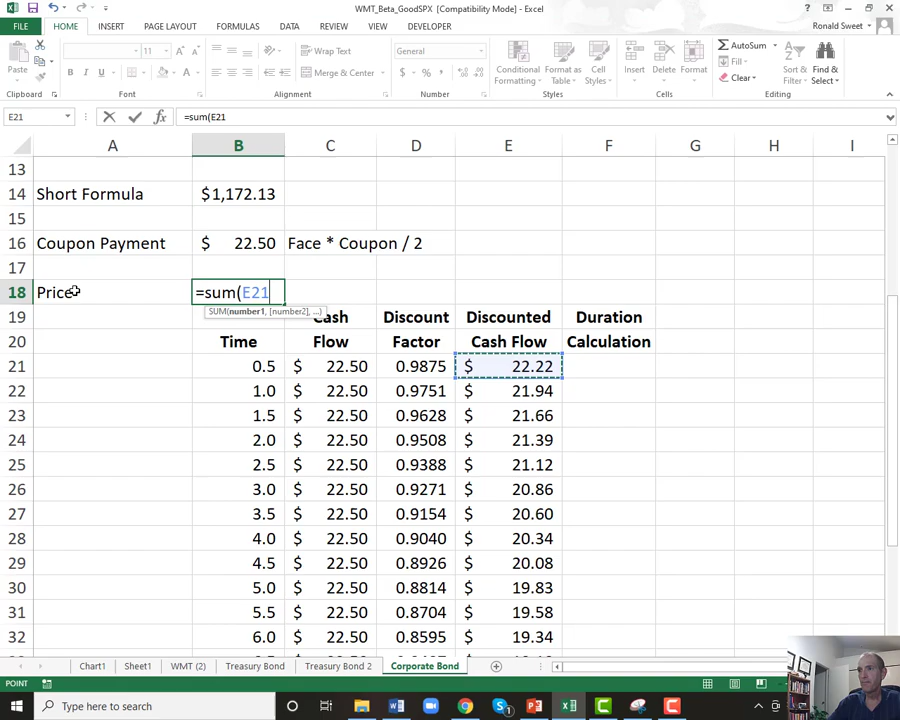 WMT_Beta_GoodSPX [Compatibility Mode] - Excel
FILE HOME INSERT PAGE LAYOUT FORMULAS DATA REVIEW VIEW DEVELOPER Ronald Sweet
Paste Clipboard
11 A A B I U A Font
Wrap Text Merge & Center Alignment
General $ % , Number
Conditional Formatting Format as Table Cell Styles Styles
Insert Delete Format Cells
AutoSum Fill Clear Sort & Filter Find & Select Editing
E21 fx =sum(E21
A B C D E F G H I
13
14 Short Formula $1,172.13
15
16 Coupon Payment $ 22.50 Face * Coupon / 2
17
18 Price =sum(E21
SUM(number1, [number2], ...)
19 Cash Discount Discounted Duration
20 Time Flow Factor Cash Flow Calculation
21 0.5 $ 22.50 0.9875 $ 22.22
22 1.0 $ 22.50 0.9751 $ 21.94
23 1.5 $ 22.50 0.9628 $ 21.66
24 2.0 $ 22.50 0.9508 $ 21.39
25 2.5 $ 22.50 0.9388 $ 21.12
26 3.0 $ 22.50 0.9271 $ 20.86
27 3.5 $ 22.50 0.9154 $ 20.60
28 4.0 $ 22.50 0.9040 $ 20.34
29 4.5 $ 22.50 0.8926 $ 20.08
30 5.0 $ 22.50 0.8814 $ 19.83
31 5.5 $ 22.50 0.8704 $ 19.58
32 6.0 $ 22.50 0.8595 $ 19.34
Chart1 Sheet1 WMT (2) Treasury Bond Treasury Bond 2 Corporate Bond
POINT
Type here to search